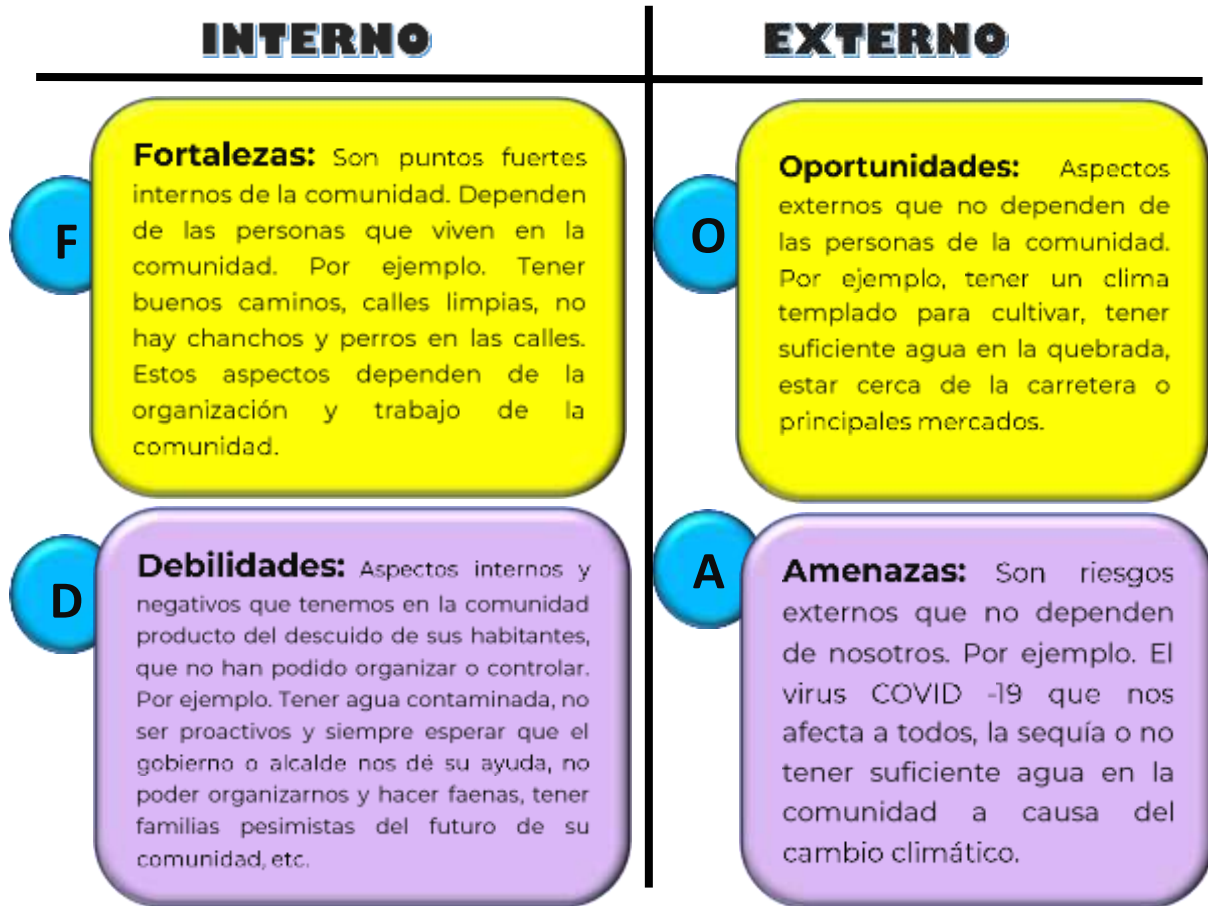 INTERNO
EXTERNO
F
Fortalezas: Son puntos fuertes
internos de la comunidad. Dependen
de las personas que viven en la
comunidad. Por ejemplo. Tener
buenos caminos, calles limpias, no
hay chanchos y perros en las calles.
Estos aspectos dependen de la
organización y trabajo de la
comunidad.
O
Oportunidades: Aspectos
externos que no dependen de
las personas de la comunidad.
Por ejemplo, tener un clima
templado para cultivar, tener
suficiente agua en la quebrada,
estar cerca de la carretera o
principales mercados.
D
Debilidades: Aspectos internos y
negativos que tenemos en la comunidad
producto del descuido de sus habitantes,
que no han podido organizar o controlar.
Por ejemplo. Tener agua contaminada, no
ser proactivos y siempre esperar que el
gobierno o alcalde nos dé su ayuda, no
poder organizarnos y hacer faenas, tener
familias pesimistas del futuro de su
comunidad, etc.
A
Amenazas: Son riesgos
externos que no dependen
de nosotros. Por ejemplo. El
virus COVID -19 que nos
afecta a todos, la sequía o no
tener suficiente agua en la
comunidad a causa del
cambio climático.